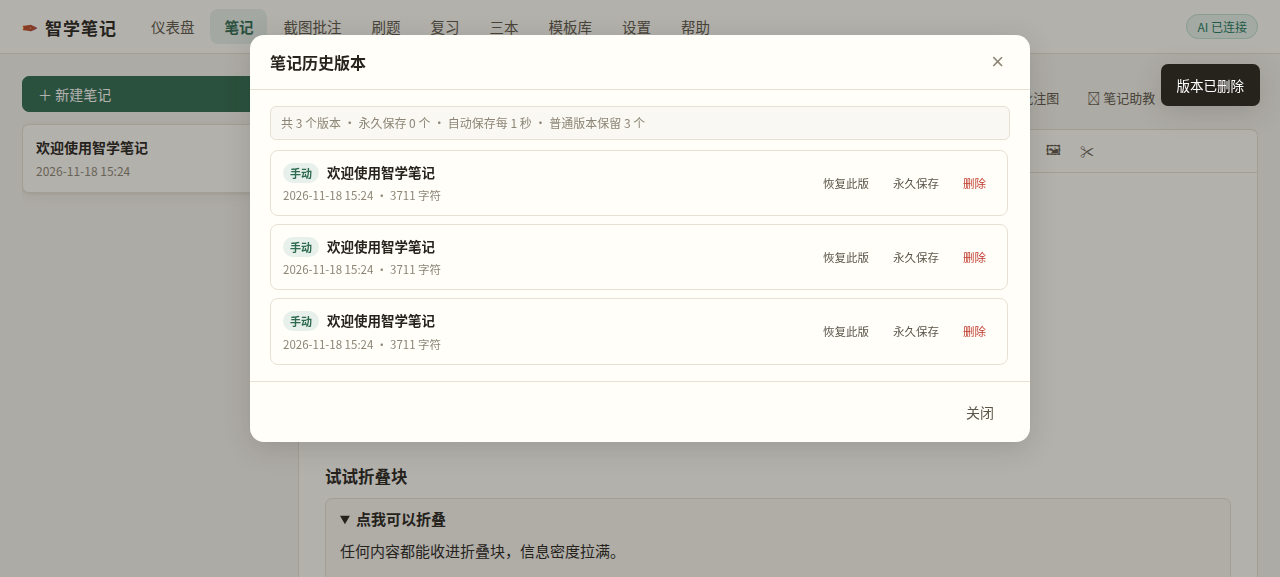 智学笔记
仪表盘
笔记
截图批注
刷题
复习
三本
模板库
设置
帮助
AI 已连接
版本已删除
＋ 新建笔记
欢迎使用智学笔记
2026-11-18 15:24
注图
笔记助教
笔记历史版本
×
共 3 个版本 · 永久保存 0 个 · 自动保存每 1 秒 · 普通版本保留 3 个
手动 欢迎使用智学笔记
2026-11-18 15:24 · 3711 字符
恢复此版 永久保存 删除
手动 欢迎使用智学笔记
2026-11-18 15:24 · 3711 字符
恢复此版 永久保存 删除
手动 欢迎使用智学笔记
2026-11-18 15:24 · 3711 字符
恢复此版 永久保存 删除
关闭
试试折叠块
▼ 点我可以折叠
任何内容都能收进折叠块，信息密度拉满。